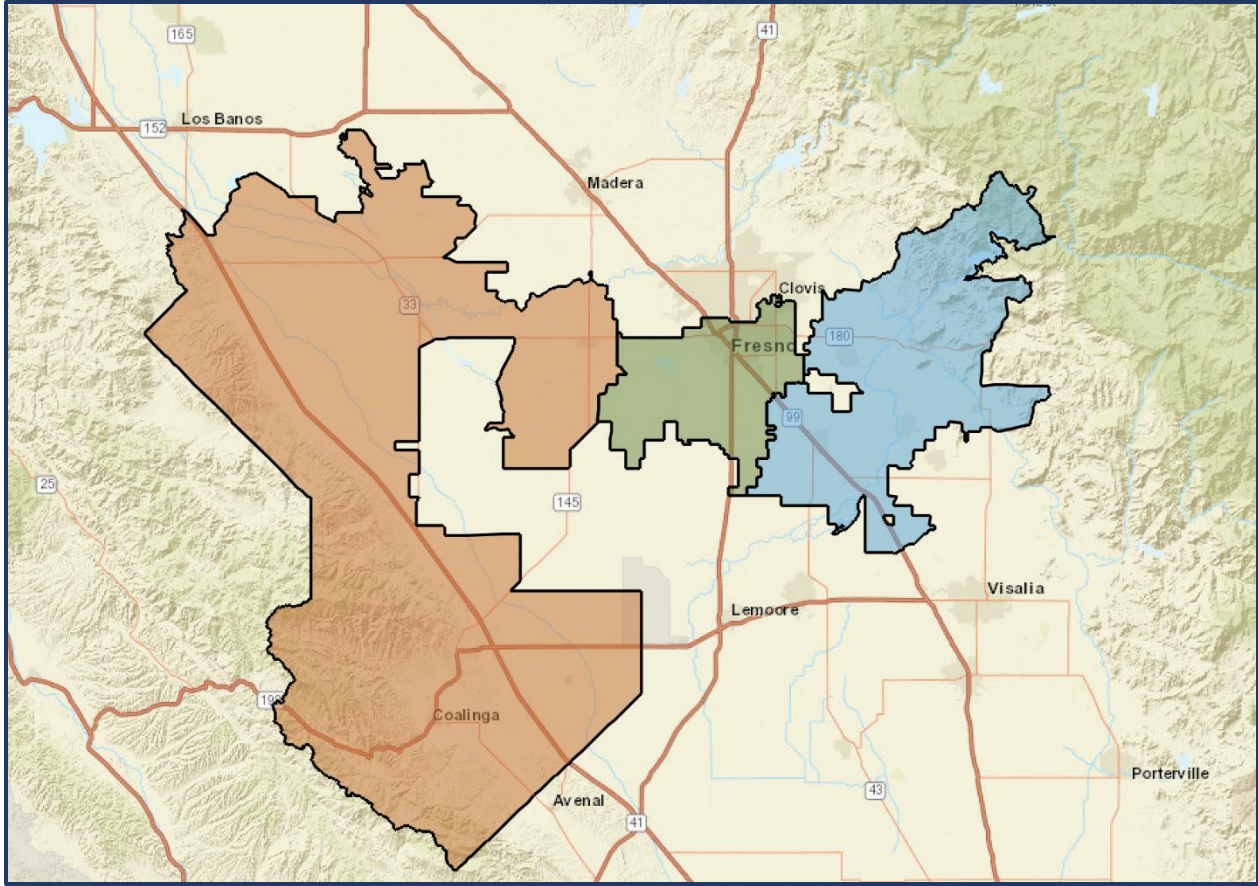 165
41
Los Banos
152
Madera
Clovis
33
180
Fresno
99
25
145
Visalia
Lemoore
198
Coalinga
Porterville
43
Avenal
41